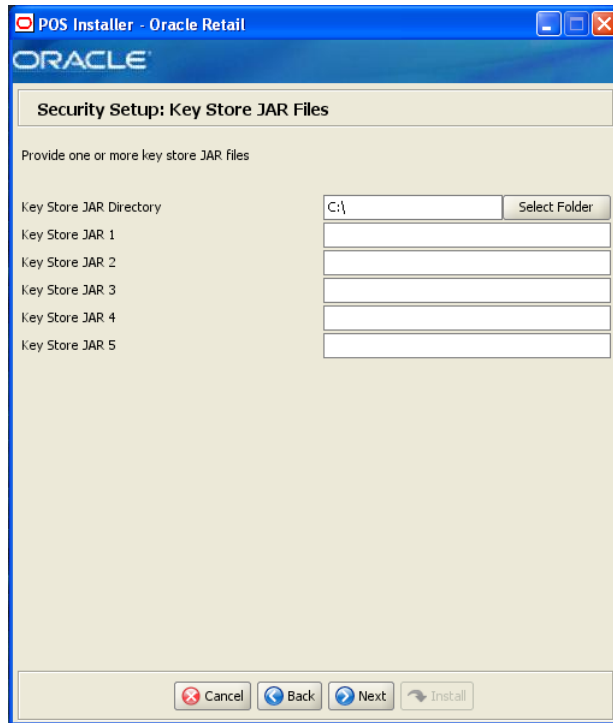 POS Installer - Oracle Retail
ORACLE
Security Setup: Key Store JAR Files
Provide one or more key store JAR files
Key Store JAR Directory C:\ Select Folder
Key Store JAR 1
Key Store JAR 2
Key Store JAR 3
Key Store JAR 4
Key Store JAR 5
Cancel Back Next Install